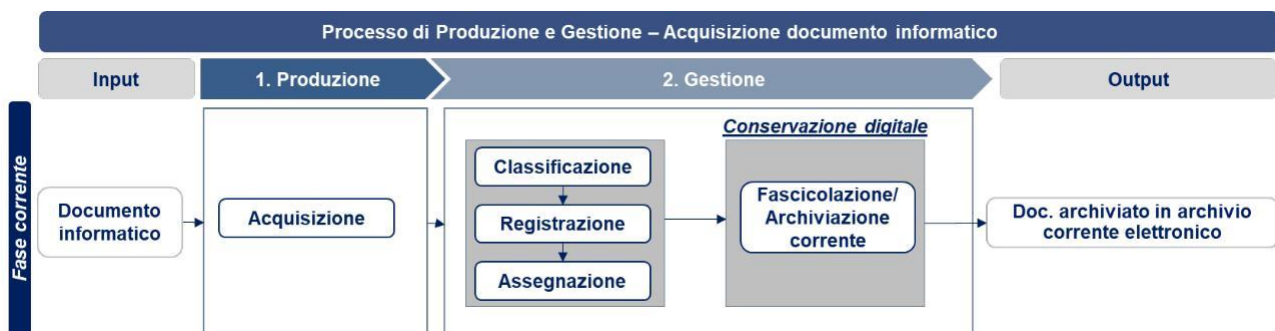 Processo di Produzione e Gestione – Acquisizione documento informatico
Input
1. Produzione
2. Gestione
Output
Fase corrente
Documento
informatico
Acquisizione
Classificazione
Registrazione
Assegnazione
Conservazione digitale
Fascicolazione/
Archiviazione
corrente
Doc. archiviato in archivio
corrente elettronico